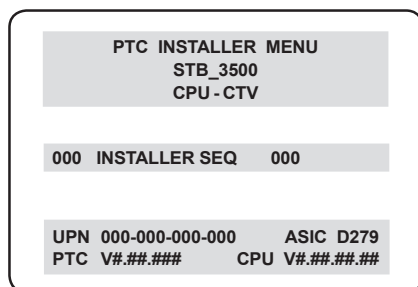 PTC INSTALLER MENU
STB_3500
CPU - CTV
000 INSTALLER SEQ 000
UPN 000-000-000-000 ASIC D279
PTC V#.##.### CPU V#.##.##.##